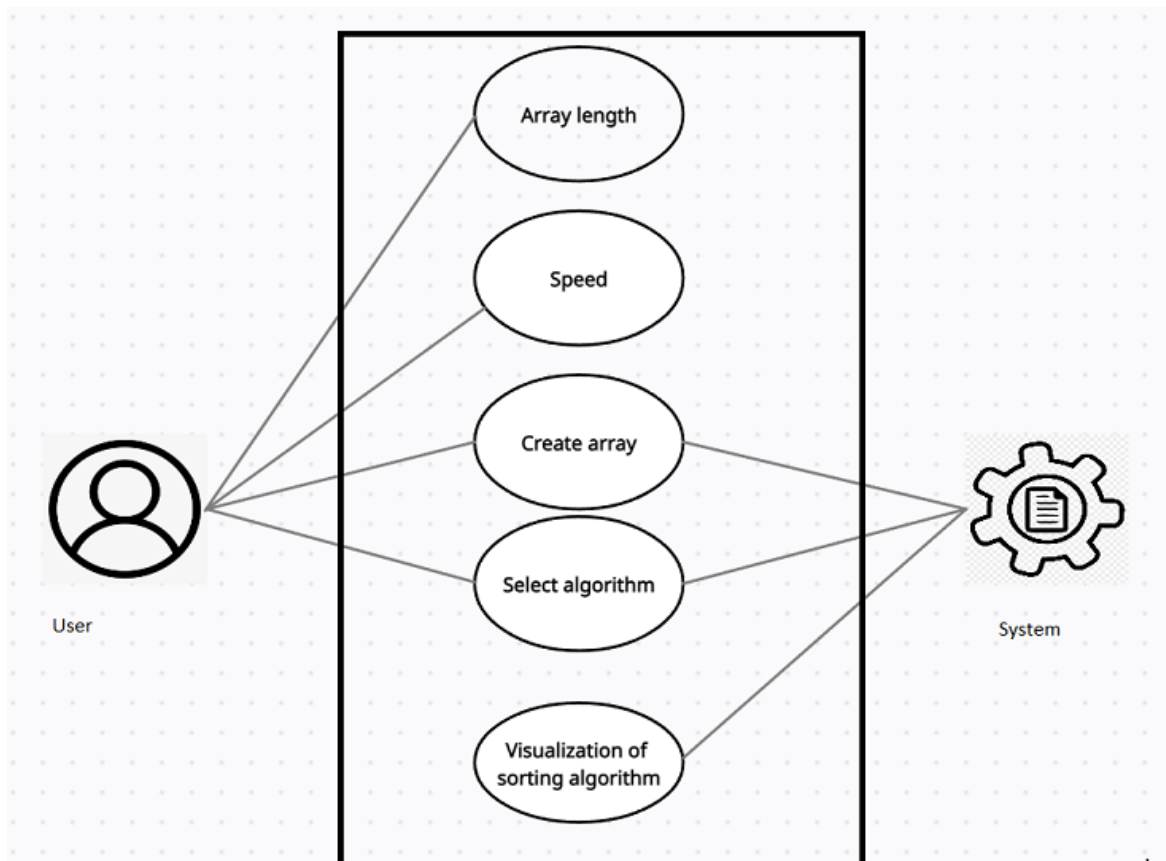 Array length
Speed
Create array
Select algorithm
User
System
Visualization of
sorting algorithm